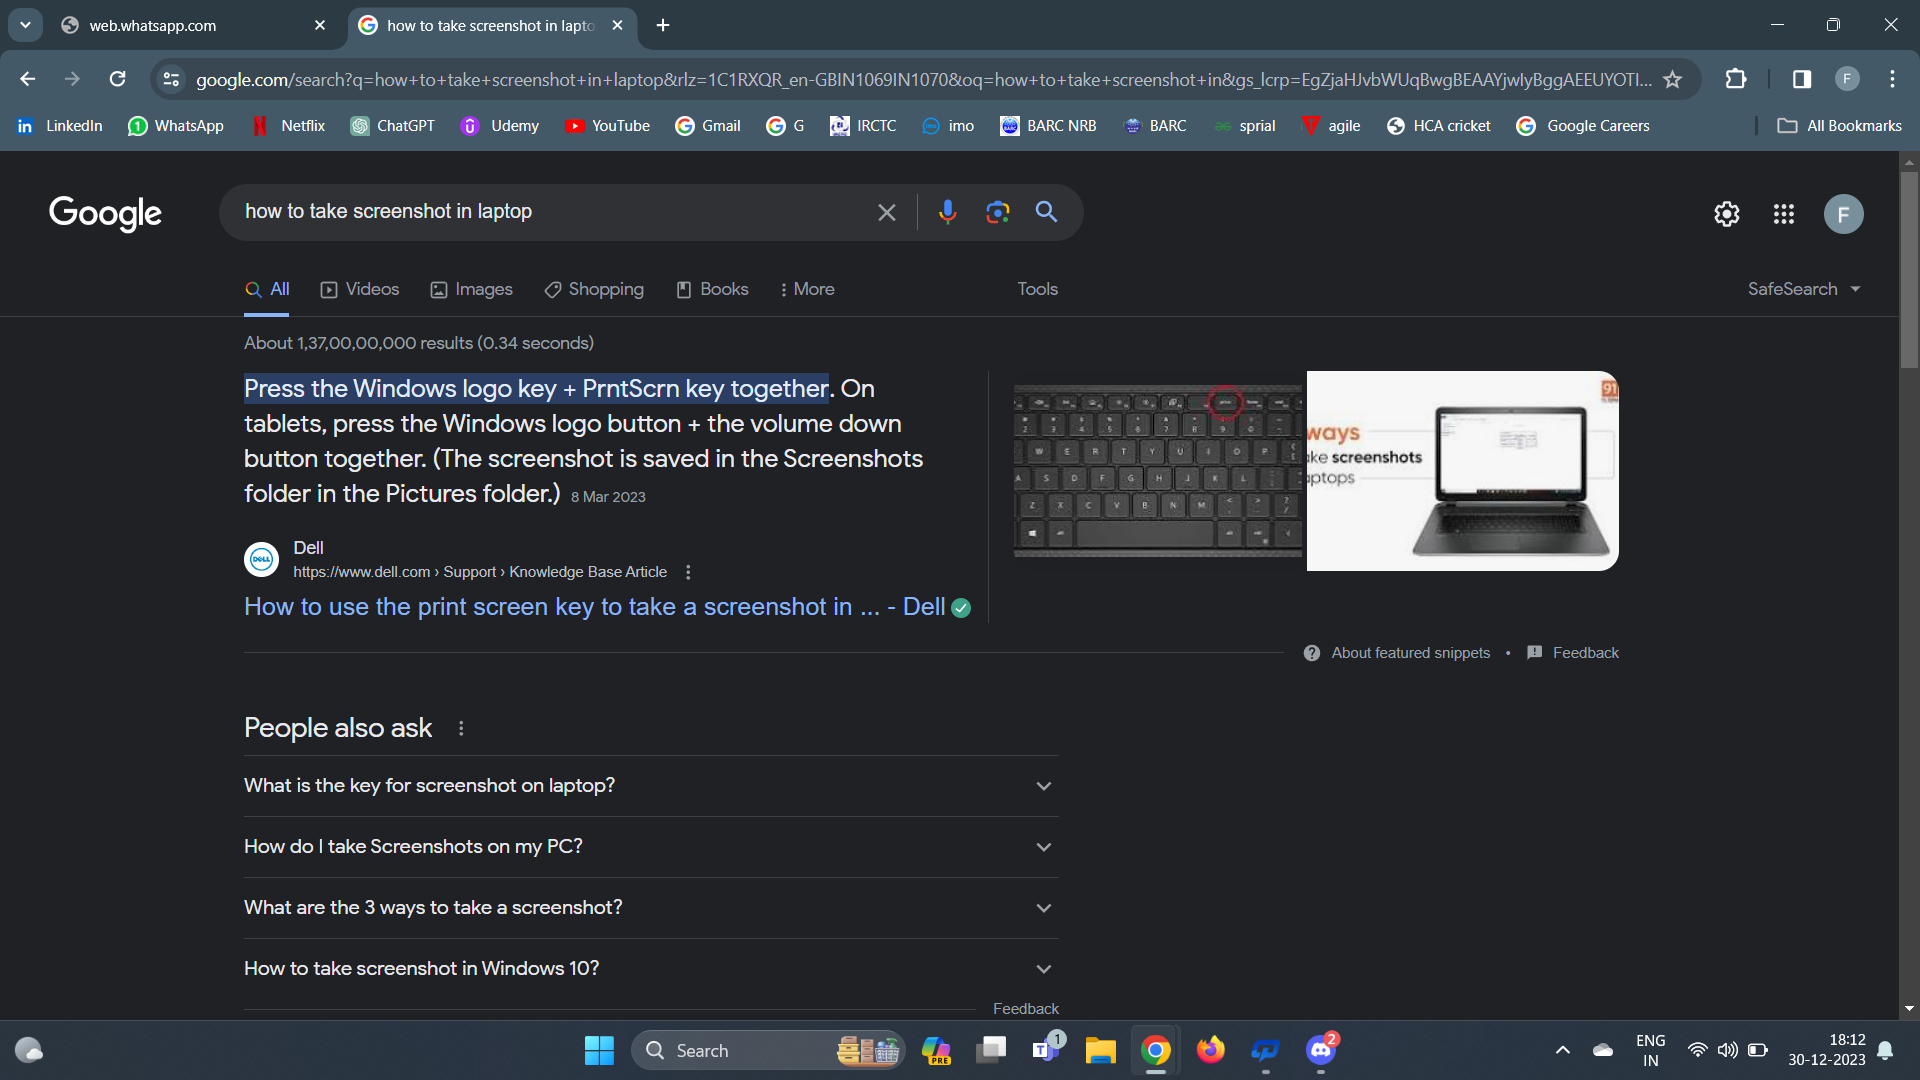 web.whatsapp.com
how to take screenshot in lapto
google.com/search?q=how+to+take+screenshot+in+laptop&rlz=1C1RXQR_en-GBIN1069IN1070&oq=how+to+take+screenshot+in&gs_lcrp=EgZjaHJvbWUqBwgBEAAYjwIyBggAEEUYOTI...
F
LinkedIn
WhatsApp
Netflix
ChatGPT
Udemy
YouTube
Gmail
G
IRCTC
imo
BARC NRB
BARC
sprial
agile
HCA cricket
Google Careers
All Bookmarks
Google
how to take screenshot in laptop
F
All
Videos
Images
Shopping
Books
More
Tools
SafeSearch
About 1,37,00,00,000 results (0.34 seconds)
Press the Windows logo key + PrntScrn key together. On
tablets, press the Windows logo button + the volume down
button together. (The screenshot is saved in the Screenshots
folder in the Pictures folder.) 8 Mar 2023
ways
ake screenshots
aptops
91
Dell
https://www.dell.com › Support › Knowledge Base Article
How to use the print screen key to take a screenshot in ... - Dell
About featured snippets • Feedback
People also ask
What is the key for screenshot on laptop?
How do I take Screenshots on my PC?
What are the 3 ways to take a screenshot?
How to take screenshot in Windows 10?
Feedback
Search
PRE
1
2
ENG
IN
18:12
30-12-2023